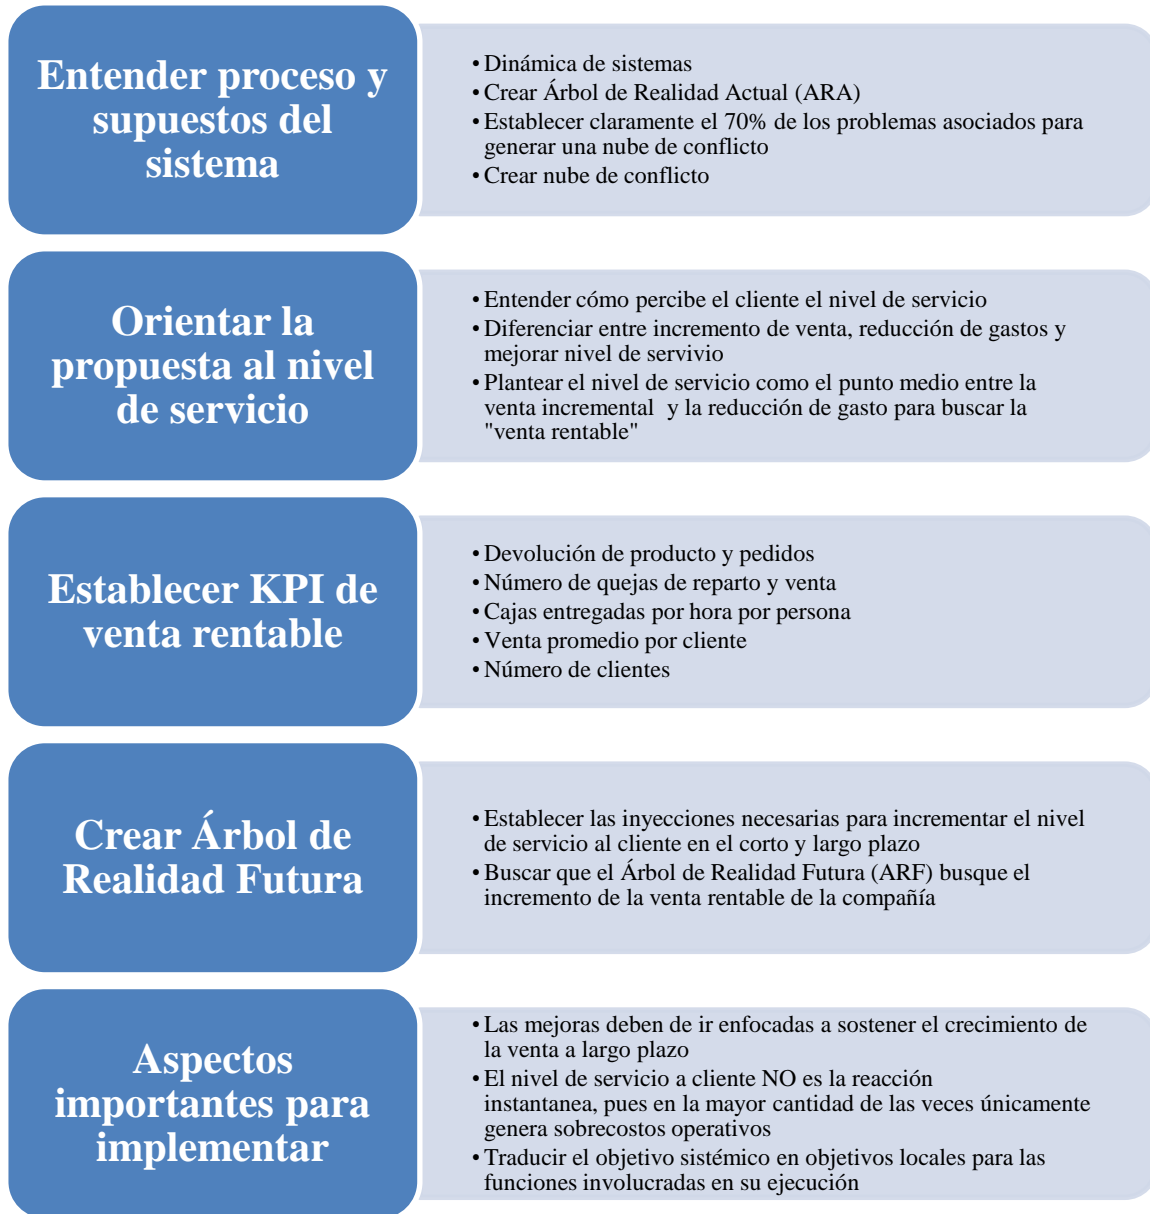 Entender proceso y
supuestos del
sistema
• Dinámica de sistemas
• Crear Árbol de Realidad Actual (ARA)
• Establecer claramente el 70% de los problemas asociados para
generar una nube de conflicto
• Crear nube de conflicto
Orientar la
propuesta al nivel
de servicio
• Entender cómo percibe el cliente el nivel de servicio
• Diferenciar entre incremento de venta, reducción de gastos y
mejorar nivel de servivio
• Plantear el nivel de servicio como el punto medio entre la
venta incremental y la reducción de gasto para buscar la
"venta rentable"
Establecer KPI de
venta rentable
• Devolución de producto y pedidos
• Número de quejas de reparto y venta
• Cajas entregadas por hora por persona
• Venta promedio por cliente
• Número de clientes
Crear Árbol de
Realidad Futura
• Establecer las inyecciones necesarias para incrementar el nivel
de servicio al cliente en el corto y largo plazo
• Buscar que el Árbol de Realidad Futura (ARF) busque el
incremento de la venta rentable de la compañía
Aspectos
importantes para
implementar
• Las mejoras deben de ir enfocadas a sostener el crecimiento de
la venta a largo plazo
• El nivel de servicio a cliente NO es la reacción
instantanea, pues en la mayor cantidad de las veces únicamente
genera sobrecostos operativos
• Traducir el objetivo sistémico en objetivos locales para las
funciones involucradas en su ejecución